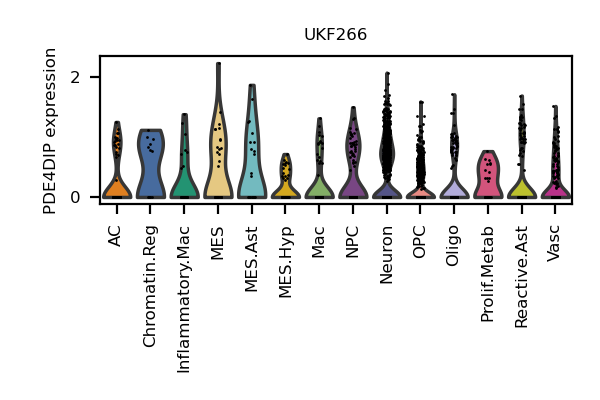 UKF266
PDE4DIP expression
2
0
AC
Chromatin.Reg
Inflammatory.Mac
MES
MES.Ast
MES.Hyp
Mac
NPC
Neuron
OPC
Oligo
Prolif.Metab
Reactive.Ast
Vasc